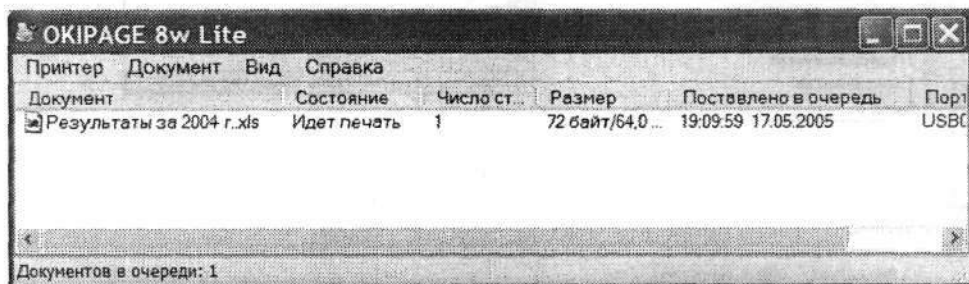 OKIPAGE 8w Lite
Принтер Документ Вид Справка
Документ Состояние Число ст... Размер Поставлено в очередь Порт
Результаты за 2004 г..xls Идет печать 1 72 байт/64,0 ... 19:09:59 17.05.2005
Документов в очереди: 1